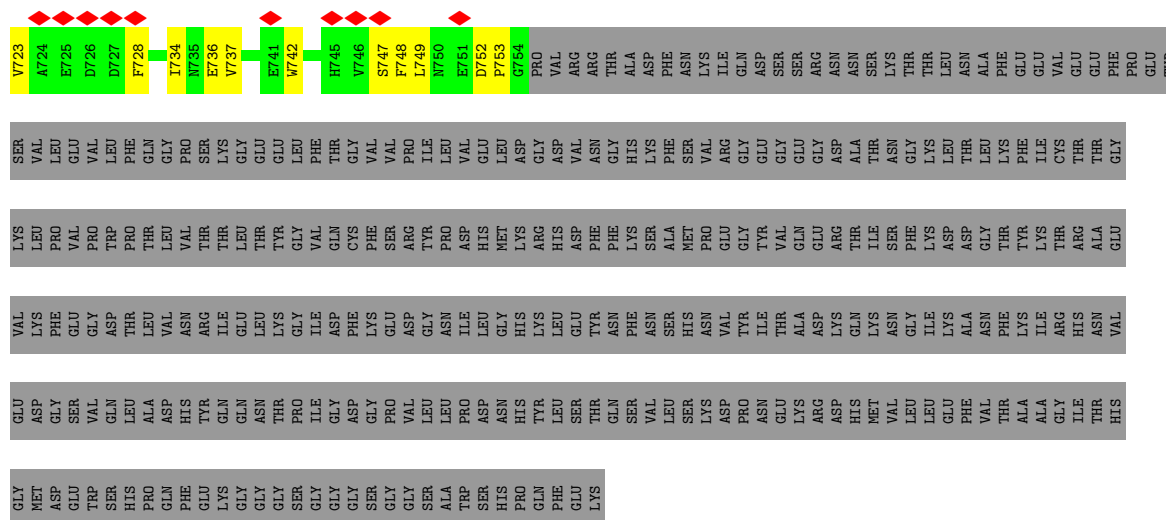 V723 A724 E725 D726 D727 F728 I734 N735 E736 V737 E741 W742 H745 V746 S747 F748 L749 N750 E751 D752 P753 G754 PRO VAL ARG ARG THR ALA ASP PHE ASN LYS ILE GLN ASP SER SER ARG ASN ASN SER LYS THR THR LEU ASN ALA PHE GLU GLU VAL GLU GLU PHE PRO GLU
SER VAL LEU GLU VAL LEU PHE GLN GLY PRO SER LYS GLY GLU GLU LEU PHE THR GLY VAL VAL PRO ILE LEU VAL GLU LEU ASP GLY ASP VAL ASN GLY HIS LYS PHE SER VAL ARG GLY GLU GLY GLU GLY ASP ALA THR ASN GLY LYS LEU THR LEU LYS PHE ILE CYS THR THR GLY
LYS LEU PRO VAL PRO TRP PRO THR LEU VAL THR THR LEU THR TYR GLY VAL GLN CYS PHE SER ARG TYR PRO ASP HIS MET LYS ARG HIS ASP PHE PHE LYS SER ALA MET PRO GLU GLY TYR VAL GLN GLU ARG THR ILE SER PHE LYS ASP ASP GLY THR TYR LYS THR ARG ALA GLU
VAL LYS PHE GLU GLY ASP THR LEU VAL ASN ARG ILE GLU LEU LYS GLY ILE ASP PHE LYS GLU ASP GLY ASN ILE LEU GLY HIS LYS LEU GLU TYR ASN PHE ASN SER HIS ASN VAL TYR ILE THR ALA ASP LYS GLN LYS ASN GLY ILE LYS ALA ASN PHE LYS ILE ARG HIS ASN VAL
GLU ASP GLY SER VAL GLN LEU ALA ASP HIS TYR GLN GLN ASN THR PRO ILE GLY ASP GLY PRO VAL LEU LEU PRO ASP ASN HIS TYR LEU SER THR GLN SER VAL LEU SER LYS ASP PRO ASN GLU LYS ARG ASP HIS MET VAL LEU LEU GLU PHE VAL THR ALA ALA GLY ILE THR HIS
GLY MET ASP GLU TRP SER HIS PRO GLN PHE GLU LYS GLY GLY GLY SER GLY GLY GLY SER GLY GLY SER ALA TRP SER HIS PRO GLN PHE GLU LYS